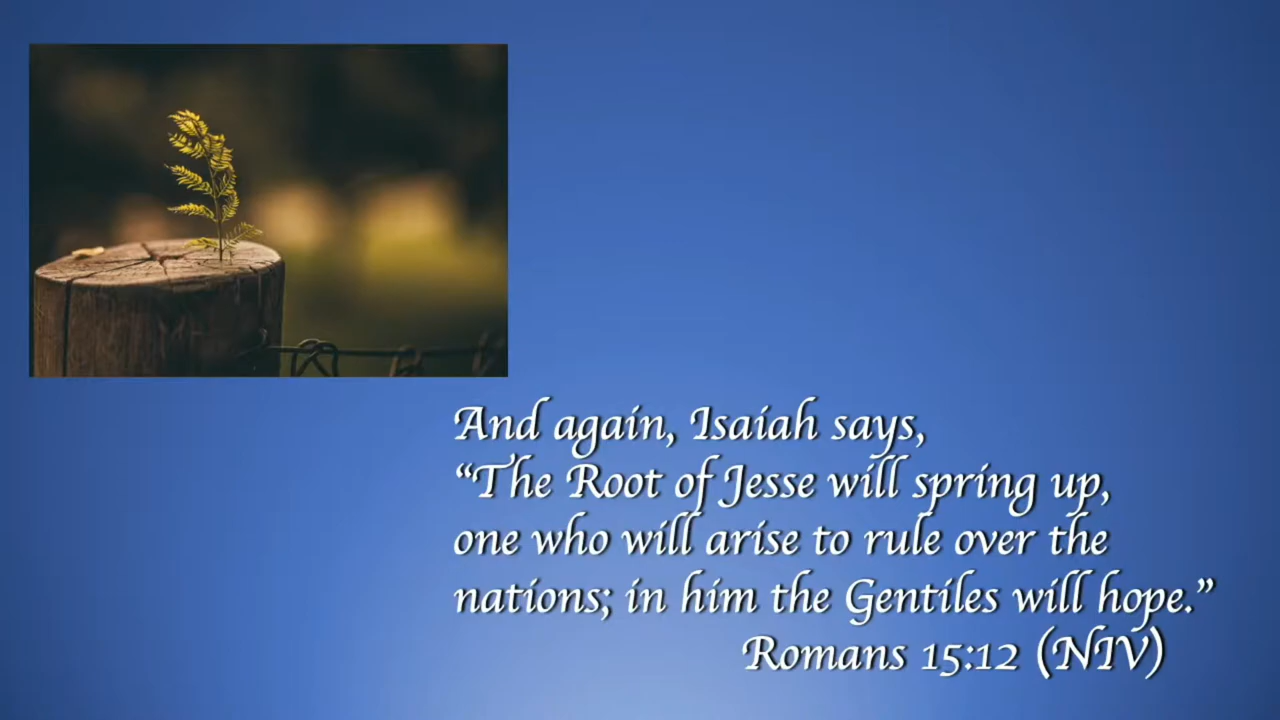 And again, Isaiah says,
“The Root of Jesse will spring up,
one who will arise to rule over the
nations; in him the Gentiles will hope.”
Romans 15:12 (NIV)